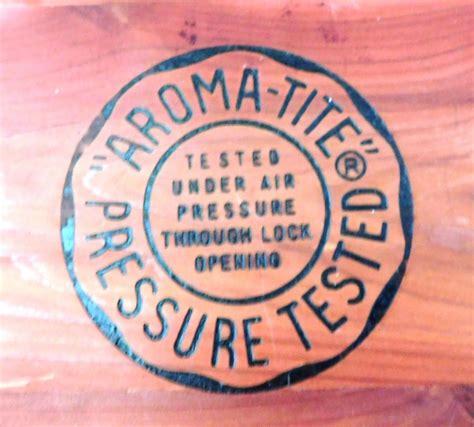 "AROMA-TITE"®
PRESSURE TESTED
TESTED
UNDER AIR
PRESSURE
THROUGH LOCK
OPENING